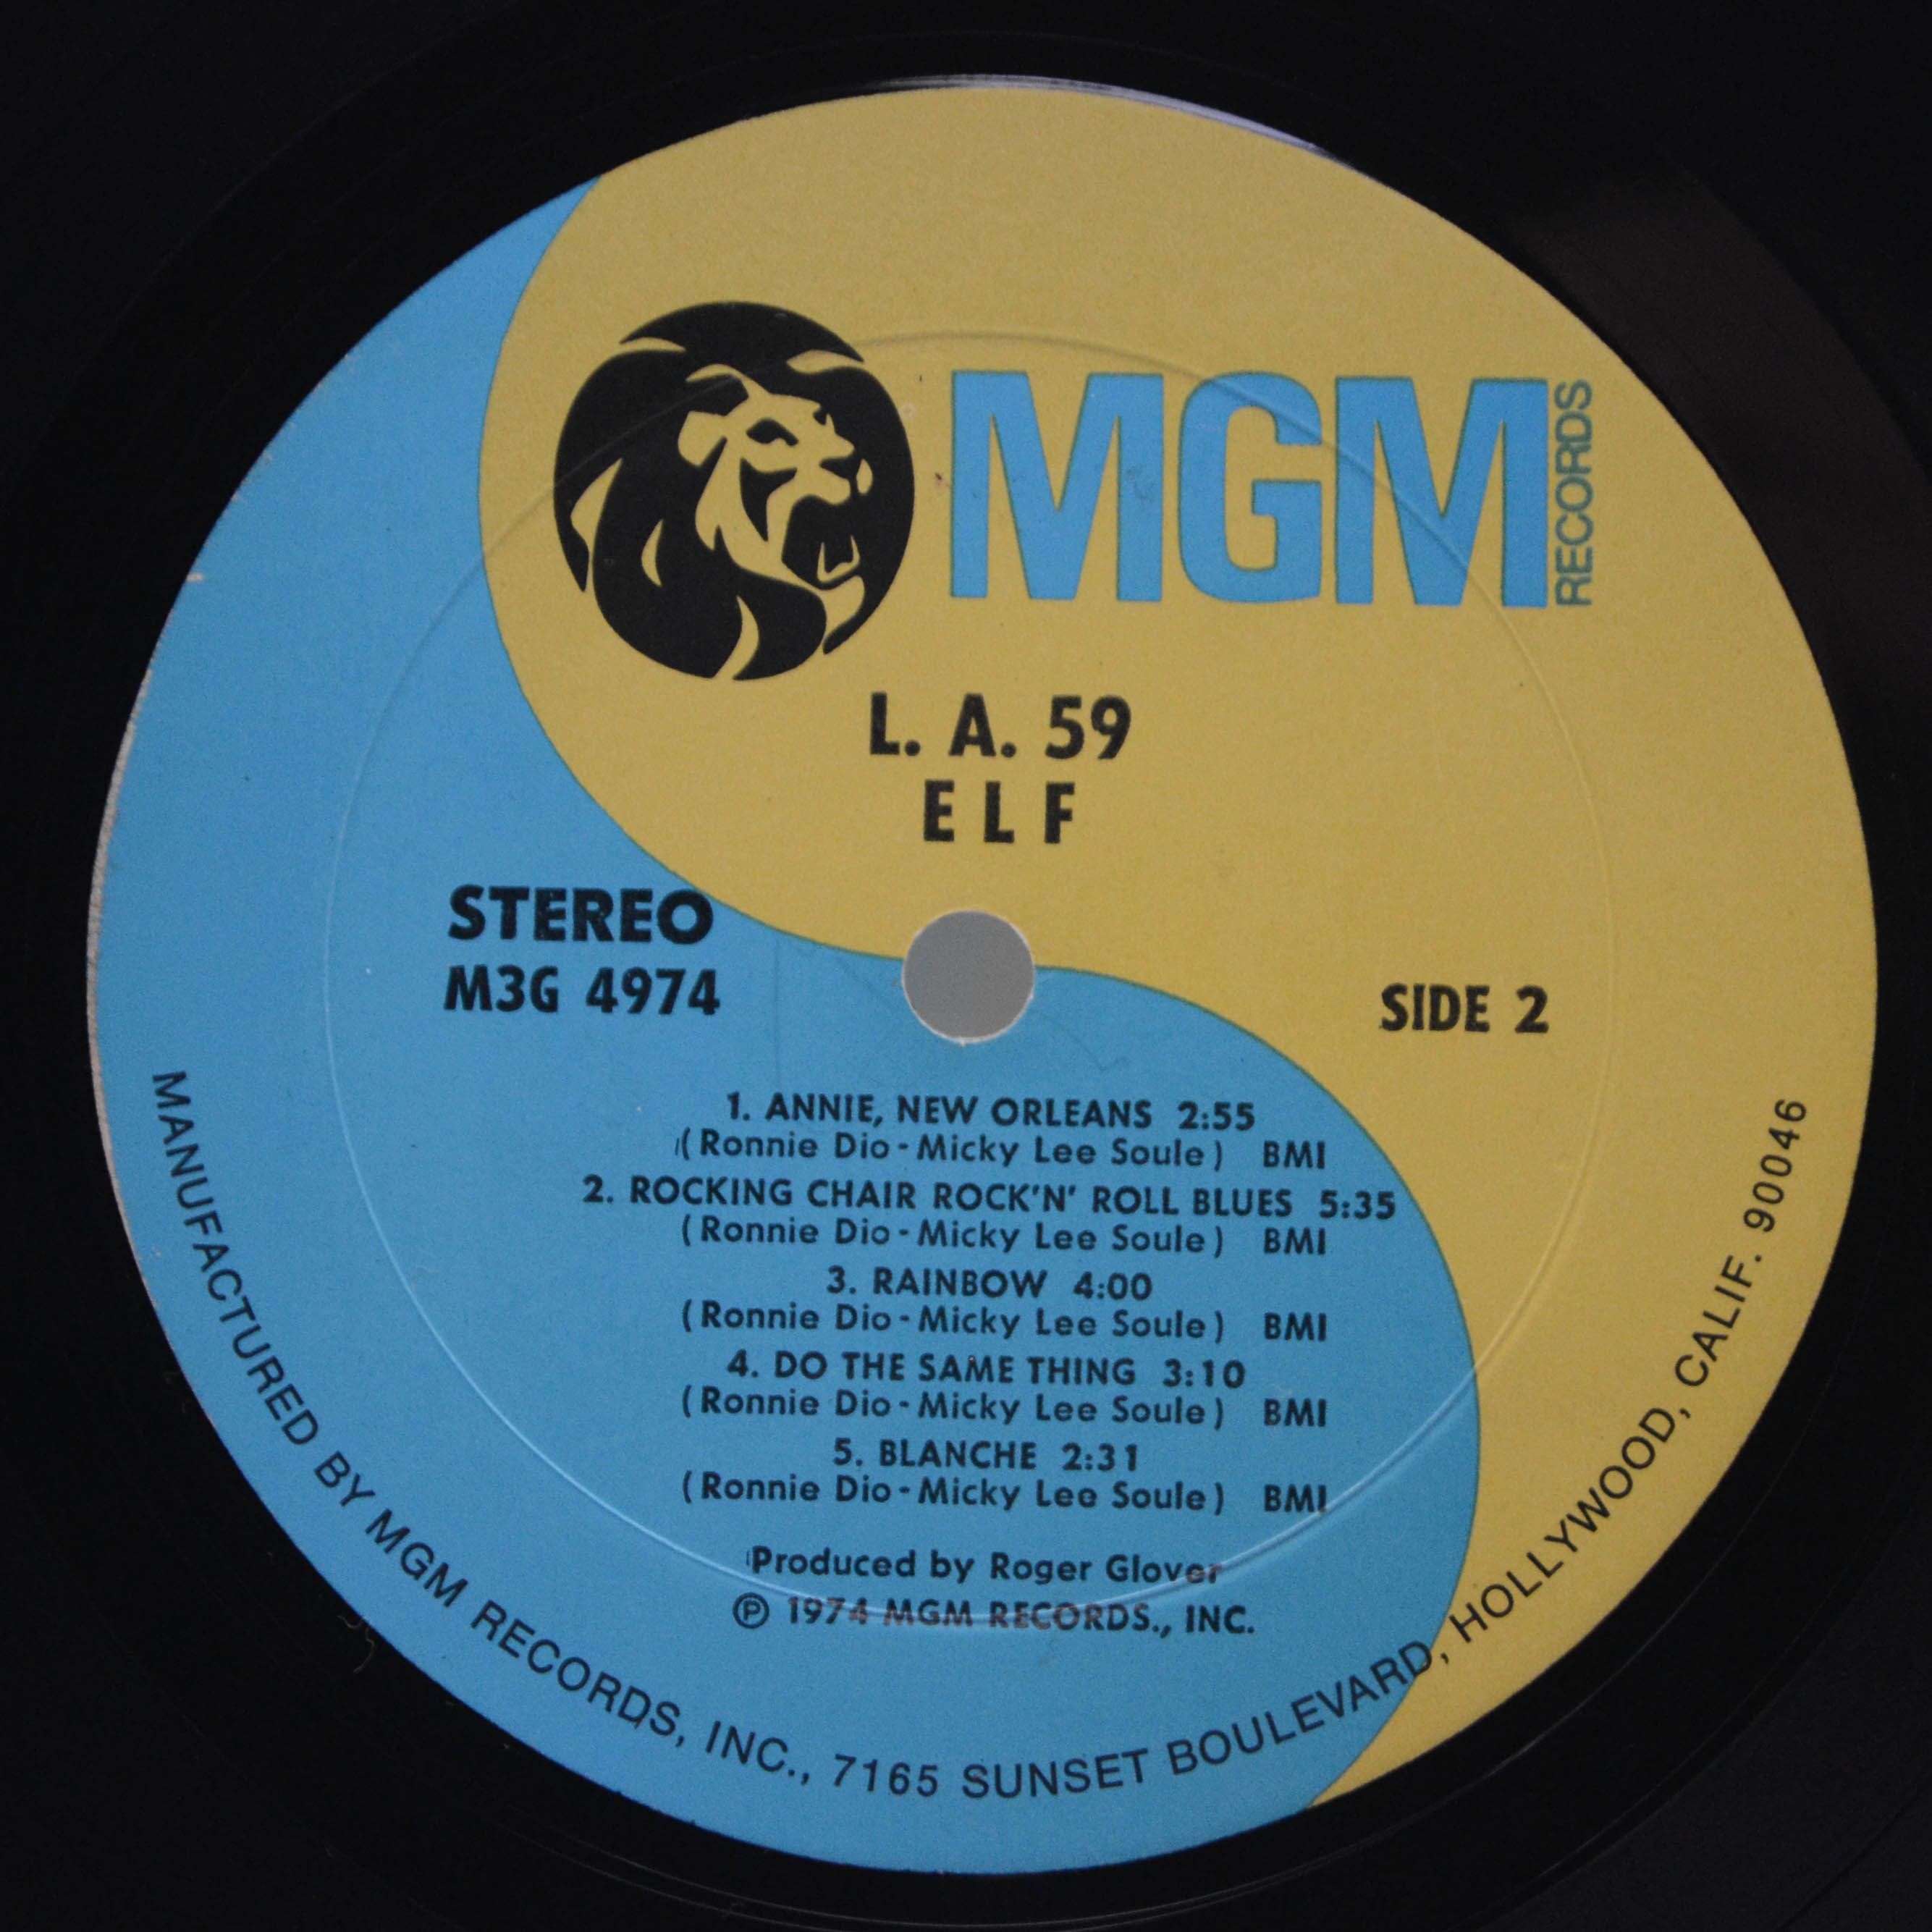 MGM RECORDS
L. A. 59
ELF
STEREO
M3G 4974
SIDE 2
1. ANNIE, NEW ORLEANS 2:55
(Ronnie Dio - Micky Lee Soule) BMI
2. ROCKING CHAIR ROCK'N' ROLL BLUES 5:35
(Ronnie Dio - Micky Lee Soule) BMI
3. RAINBOW 4:00
(Ronnie Dio - Micky Lee Soule) BMI
4. DO THE SAME THING 3:10
(Ronnie Dio - Micky Lee Soule) BMI
5. BLANCHE 2:31
(Ronnie Dio - Micky Lee Soule) BMI
Produced by Roger Glover
℗ 1974 MGM RECORDS., INC.
MANUFACTURED BY MGM RECORDS, INC., 7165 SUNSET BOULEVARD, HOLLYWOOD, CALIF. 90046